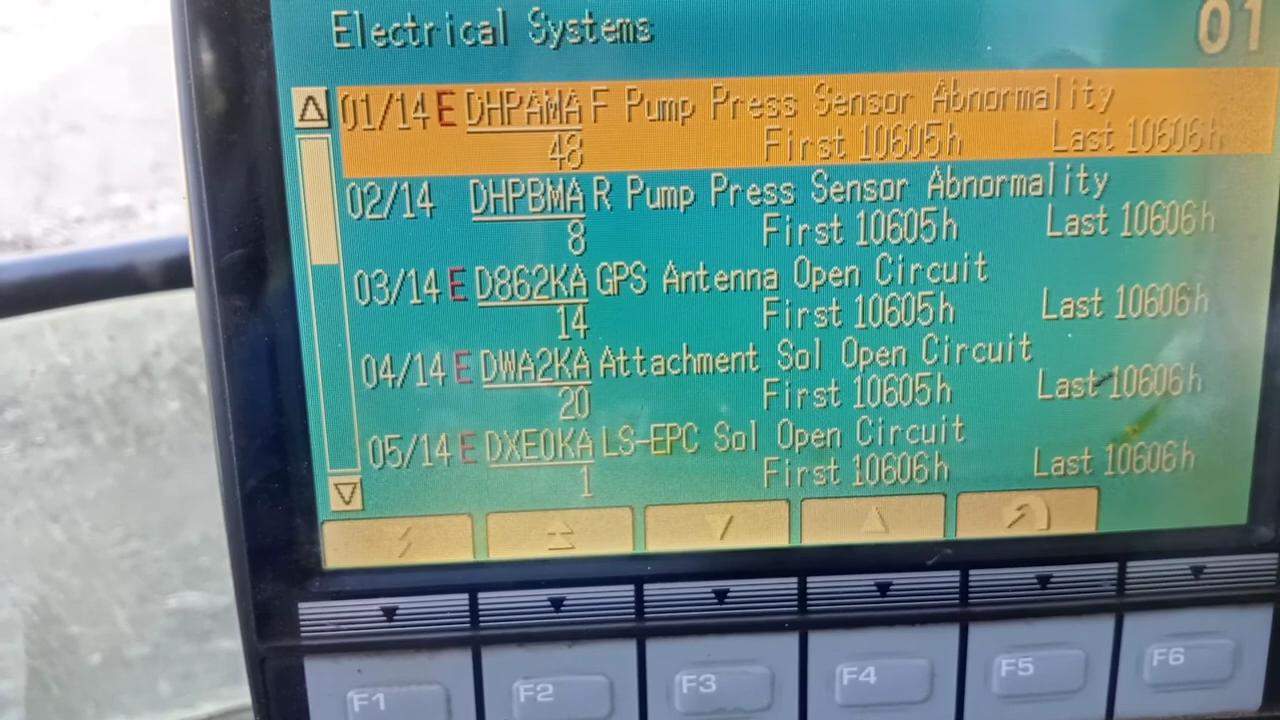 Electrical Systems
01
01/14 E DHPAMA F Pump Press Sensor Abnormality
48 First 10605h Last 10606h
02/14 DHPBMA R Pump Press Sensor Abnormality
8 First 10605h Last 10606h
03/14 E D862KA GPS Antenna Open Circuit
14 First 10605h Last 10606h
04/14 E DWA2KA Attachment Sol Open Circuit
20 First 10605h Last 10606h
05/14 E DXE0KA LS-EPC Sol Open Circuit
1 First 10606h Last 10606h
F1 F2 F3 F4 F5 F6